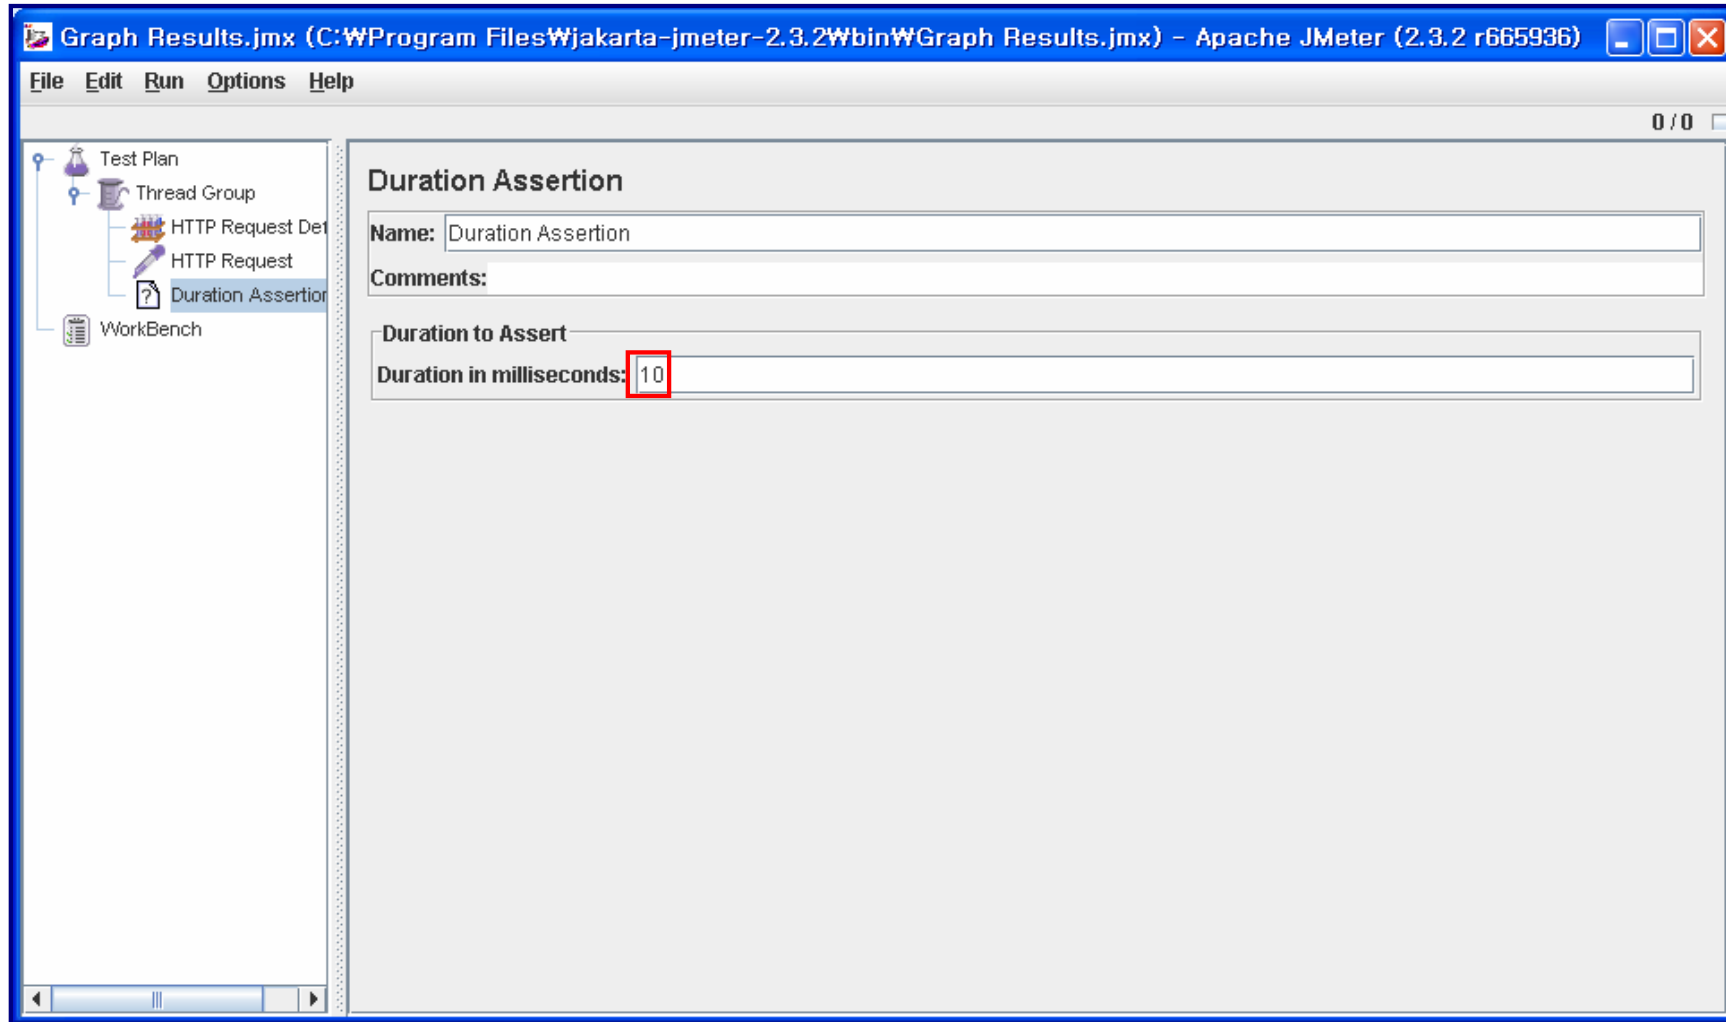 Graph Results.jmx (C:₩Program Files₩jakarta-jmeter-2.3.2₩bin₩Graph Results.jmx) - Apache JMeter (2.3.2 r665936)
File Edit Run Options Help
0 / 0
Test Plan
Thread Group
HTTP Request Def
HTTP Request
Duration Assertion
WorkBench
Duration Assertion
Name: Duration Assertion
Comments:
Duration to Assert
Duration in milliseconds: 10